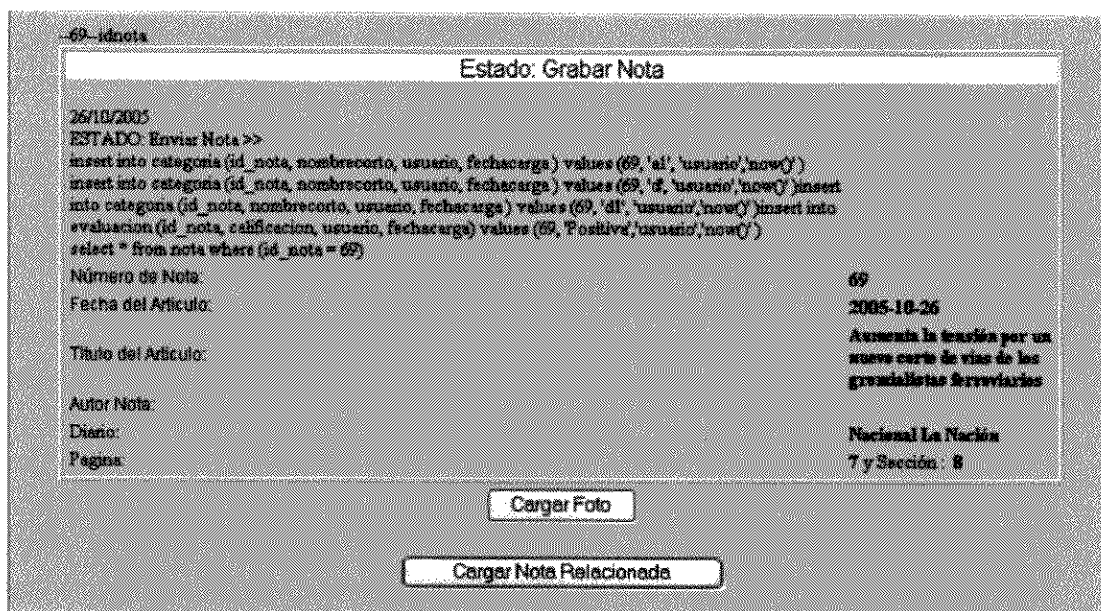 --69--idnota
Estado: Grabar Nota
26/10/2005
ESTADO: Enviar Nota >>
insert into categoria (id_nota, nombrecorto, usuario, fechacarga ) values (69, 'al', 'usuario','now()' )
insert into categoria (id_nota, nombrecorto, usuario, fechacarga ) values (69, 'd', 'usuario','now()' )insert
into categoria (id_nota, nombrecorto, usuario, fechacarga ) values (69, 'dl', 'usuario','now()' )insert into
evaluacion (id_nota, calificacion, usuario, fechacarga) values (69, 'Positiva','usuario','now()' )
select * from nota where (id_nota = 69)
Número de Nota: 69
Fecha del Articulo: 2005-10-26
Titulo del Articulo: Aumenta la tensión por un
nuevo corte de vías de los
gremialistas ferroviarios
Autor Nota:
Diario: Nacional La Nación
Pagina: 7 y Sección : 8
Cargar Foto
Cargar Nota Relacionada